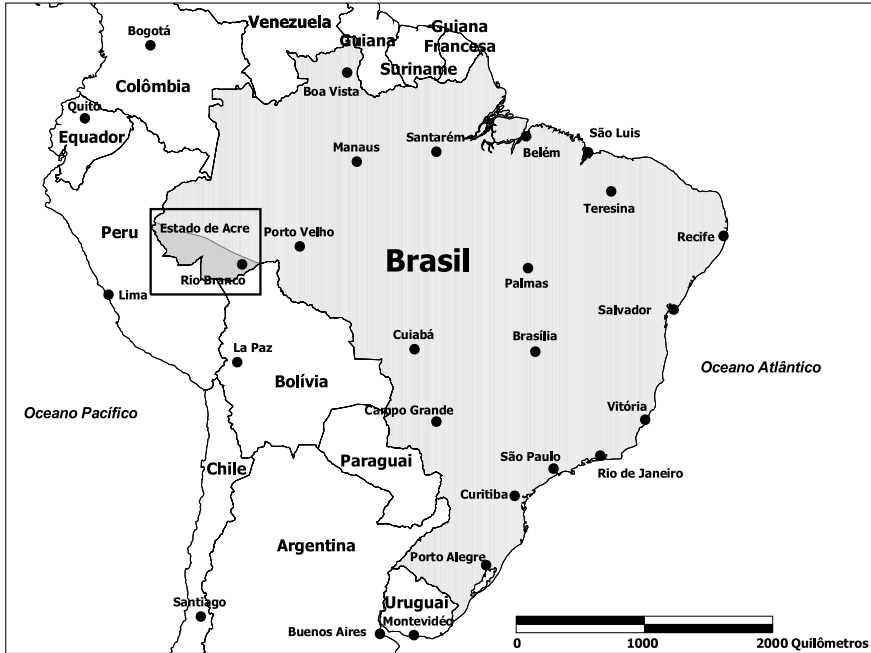 Venezuela
Guiana
Francesa
Guiana
Bogotá
Suriname
Colômbia
Boa Vista
Quito
Equador
Manaus
Santarém
Belém
São Luis
Teresina
Peru
Estado de Acre
Porto Velho
Recife
Brasil
Rio Branco
Palmas
Lima
Salvador
La Paz
Cuiabá
Brasília
Oceano Atlântico
Bolívia
Oceano Pacífico
Campo Grande
Vitória
Chile
Paraguai
São Paulo
Rio de Janeiro
Curitiba
Argentina
Porto Alegre
Santiago
Uruguai
Buenos Aires
Montevidéo
0
1000
2000 Quilômetros